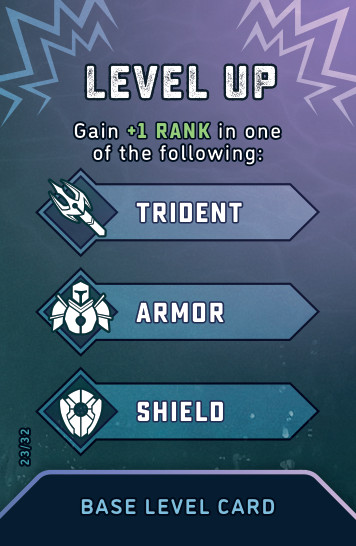 LEVEL UP
Gain +1 RANK in one
of the following:
TRIDENT
ARMOR
SHIELD
23/32
BASE LEVEL CARD